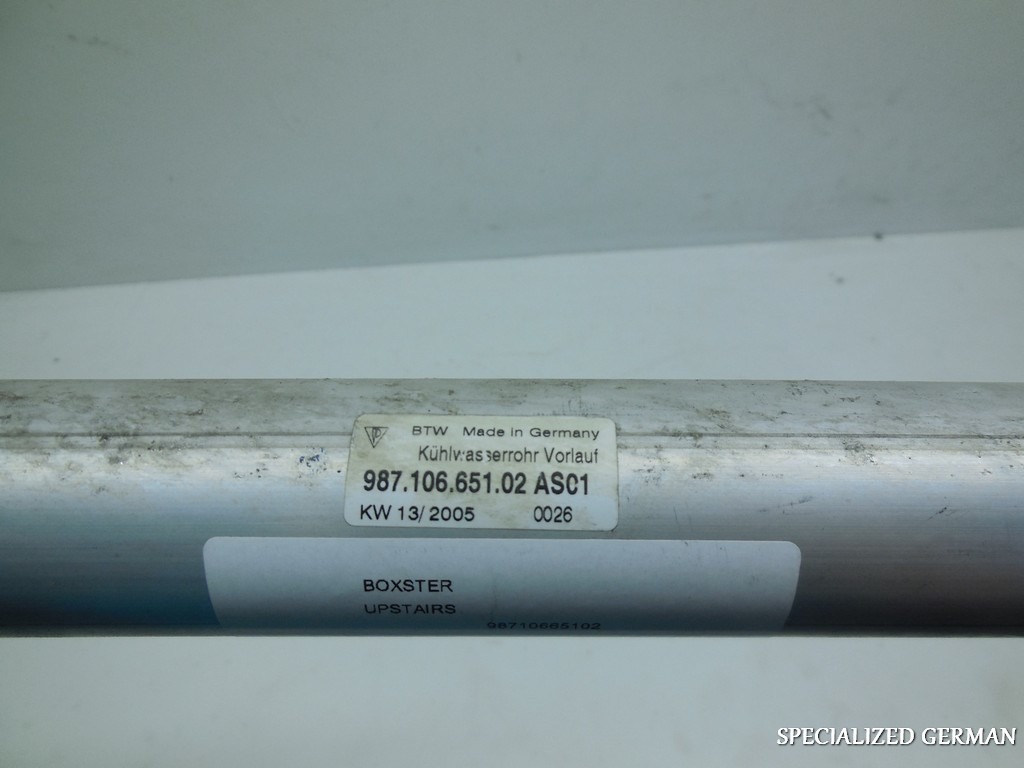 BTW Made in Germany
Kühlwasserrohr Vorlauf
987.106.651.02 AS01
KW 13/2005 0026
BOXSTER
UPSTAIRS
98710665102
SPECIALIZED GERMAN